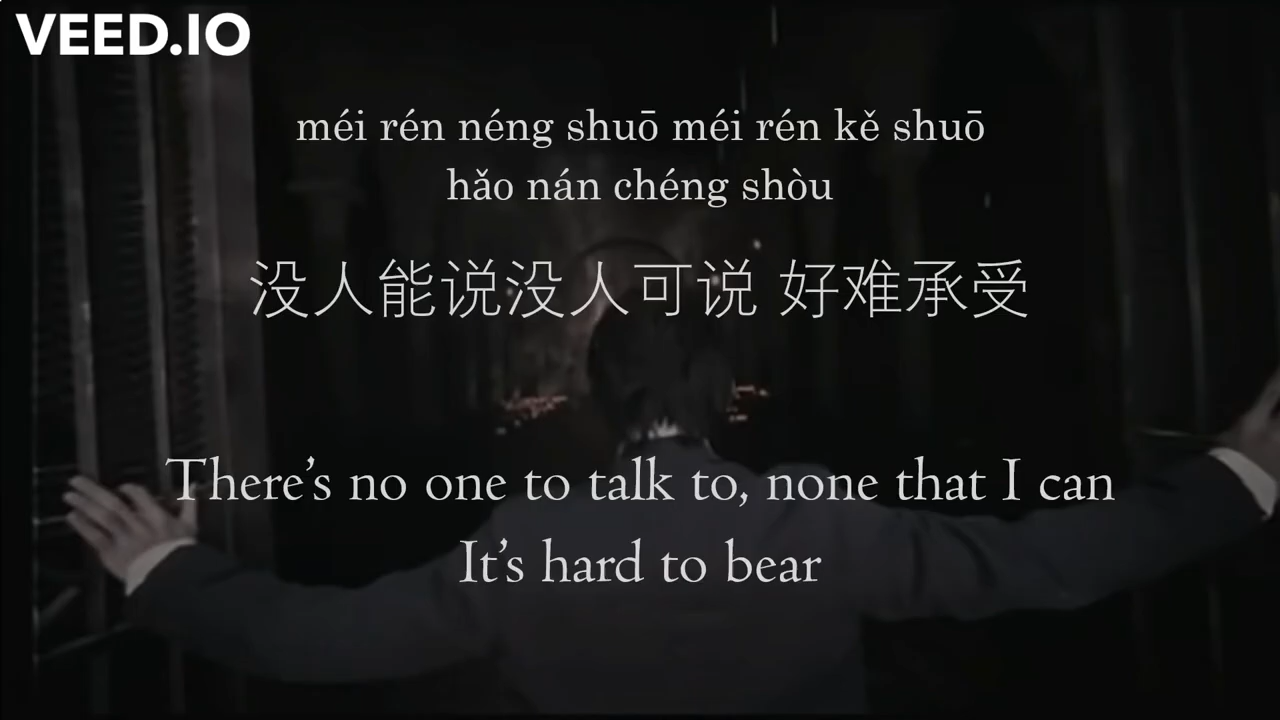 VEED.IO
méi rén néng shuō méi rén kě shuō
hǎo nán chéng shòu
没人能说没人可说 好难承受
There's no one to talk to, none that I can
It's hard to bear